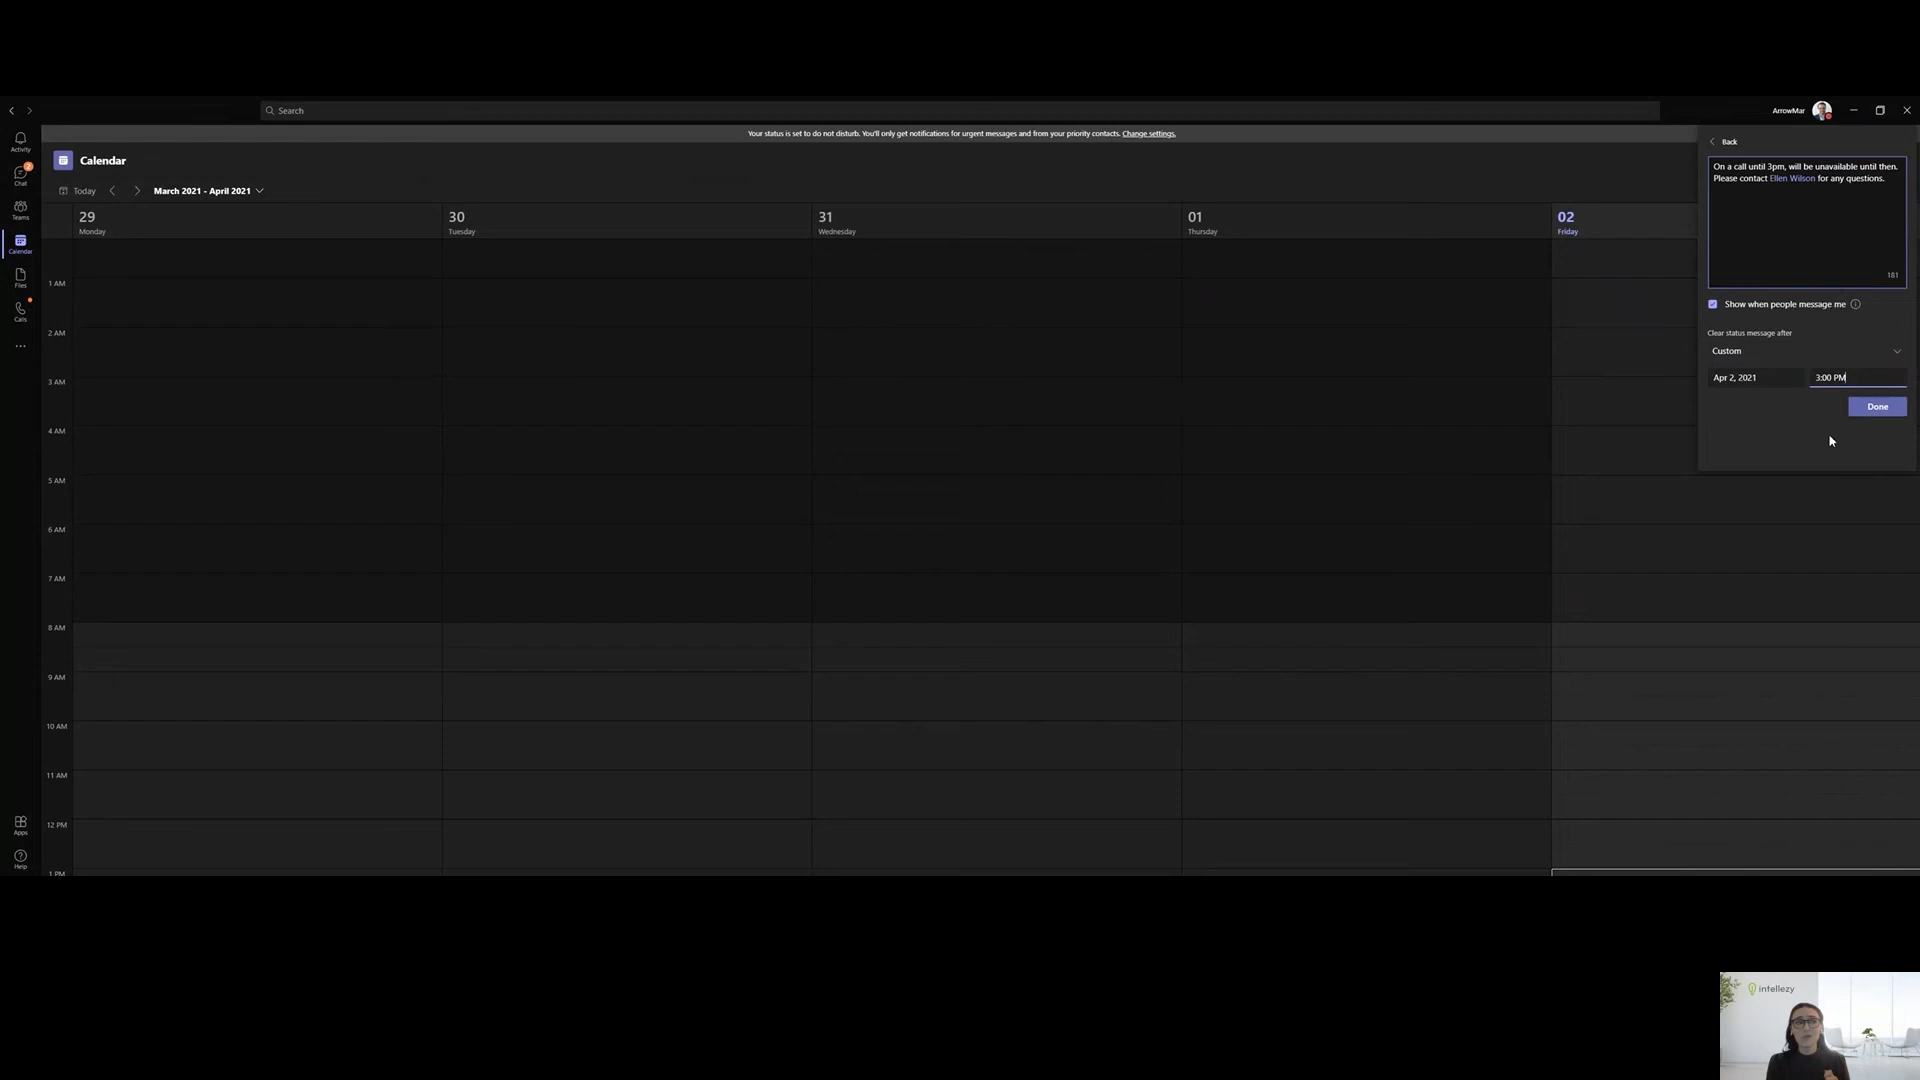 Search
ArrowMar
Your status is set to do not disturb. You'll only get notifications for urgent messages and from your priority contacts. Change settings.
Activity
2
Chat
Teams
Calendar
Files
Calls
Apps
Help
Calendar
Today
March 2021 - April 2021
29
Monday
30
Tuesday
31
Wednesday
01
Thursday
02
Friday
1 AM
2 AM
3 AM
4 AM
5 AM
6 AM
7 AM
8 AM
9 AM
10 AM
11 AM
12 PM
1 PM
Back
On a call until 3pm, will be unavailable until then.
Please contact Ellen Wilson for any questions.
181
Show when people message me
Clear status message after
Custom
Apr 2, 2021
3:00 PM
Done
intellezy